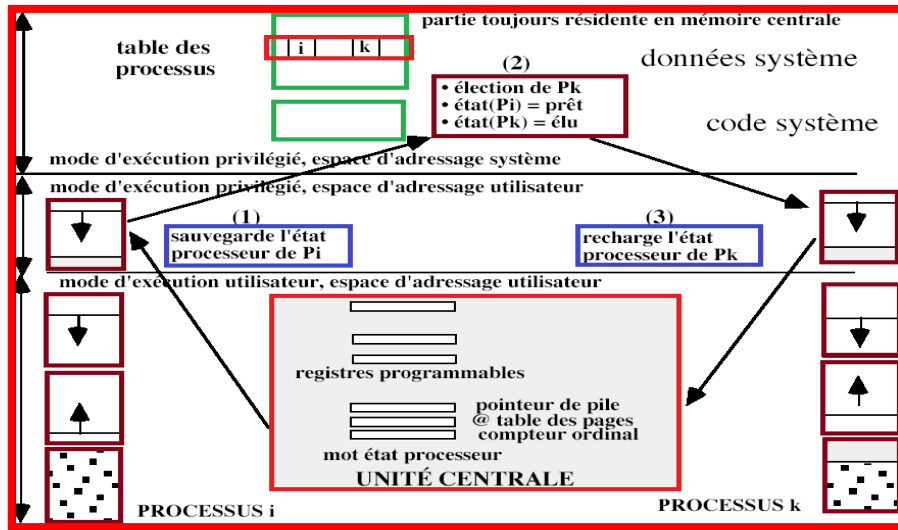 partie toujours résidente en mémoire centrale
table des
processus
i
k
données système
(2)
• élection de Pk
• état(Pi) = prêt
• état(Pk) = élu
code système
mode d'exécution privilégié, espace d'adressage système
mode d'exécution privilégié, espace d'adressage utilisateur
(1)
sauvegarde l'état
processeur de Pi
(3)
recharge l'état
processeur de Pk
mode d'exécution utilisateur, espace d'adressage utilisateur
registres programmables
pointeur de pile
@ table des pages
compteur ordinal
mot état processeur
UNITÉ CENTRALE
PROCESSUS i
PROCESSUS k